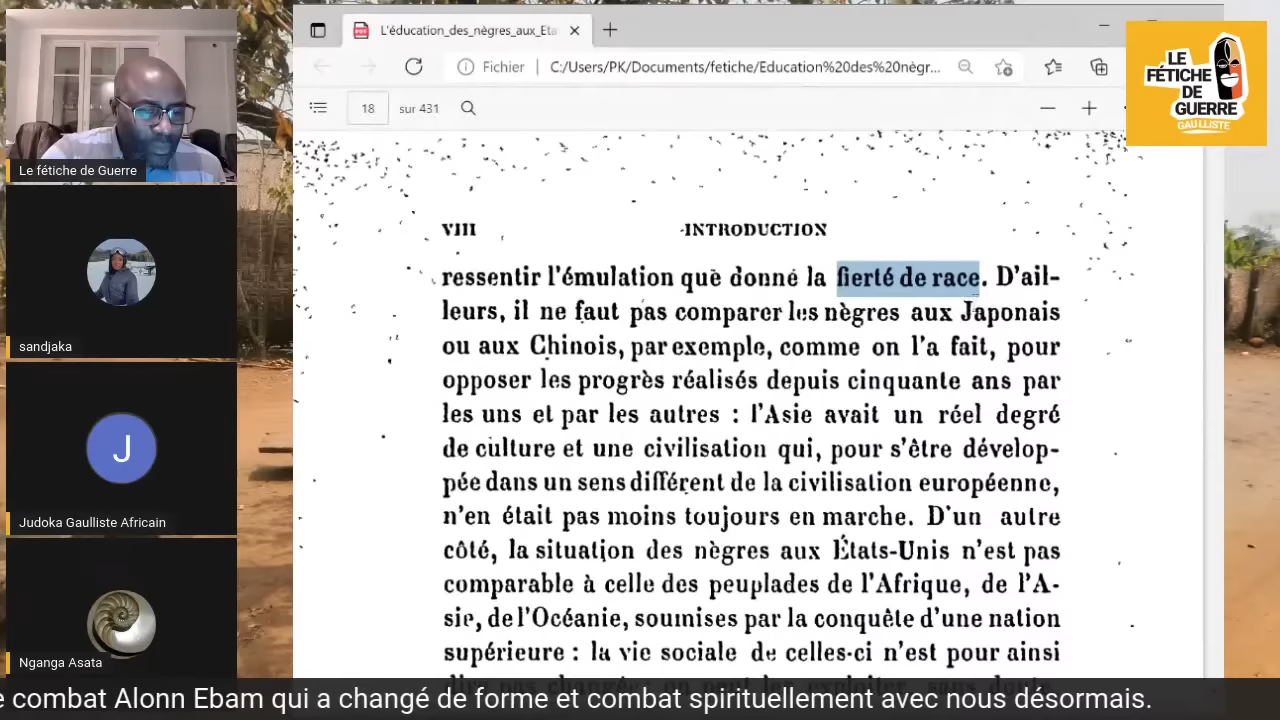 L'éducation_des_nègres_aux_Eta
Fichier
C:/Users/PK/Documents/fetiche/Education%20des%20nègr...
18 sur 431
LE
FÉTICHE
DE
GUERRE
GAULLISTE
Le fétiche de Guerre
sandjaka
J
Judoka Gaulliste Africain
Nganga Asata
VIII INTRODUCTION
ressentir l'émulation que donne la fierté de race. D'ail-
leurs, il ne faut pas comparer les nègres aux Japonais
ou aux Chinois, par exemple, comme on l'a fait, pour
opposer les progrès réalisés depuis cinquante ans par
les uns et par les autres : l'Asie avait un réel degré
de culture et une civilisation qui, pour s'être dévelop-
pée dans un sens différent de la civilisation européenne,
n'en était pas moins toujours en marche. D'un autre
côté, la situation des nègres aux États-Unis n'est pas
comparable à celle des peuplades de l'Afrique, de l'A-
sie, de l'Océanie, soumises par la conquête d'une nation
supérieure : la vie sociale de celles-ci n'est pour ainsi
combat Alonn Ebam qui a changé de forme et combat spirituellement avec nous désormais.